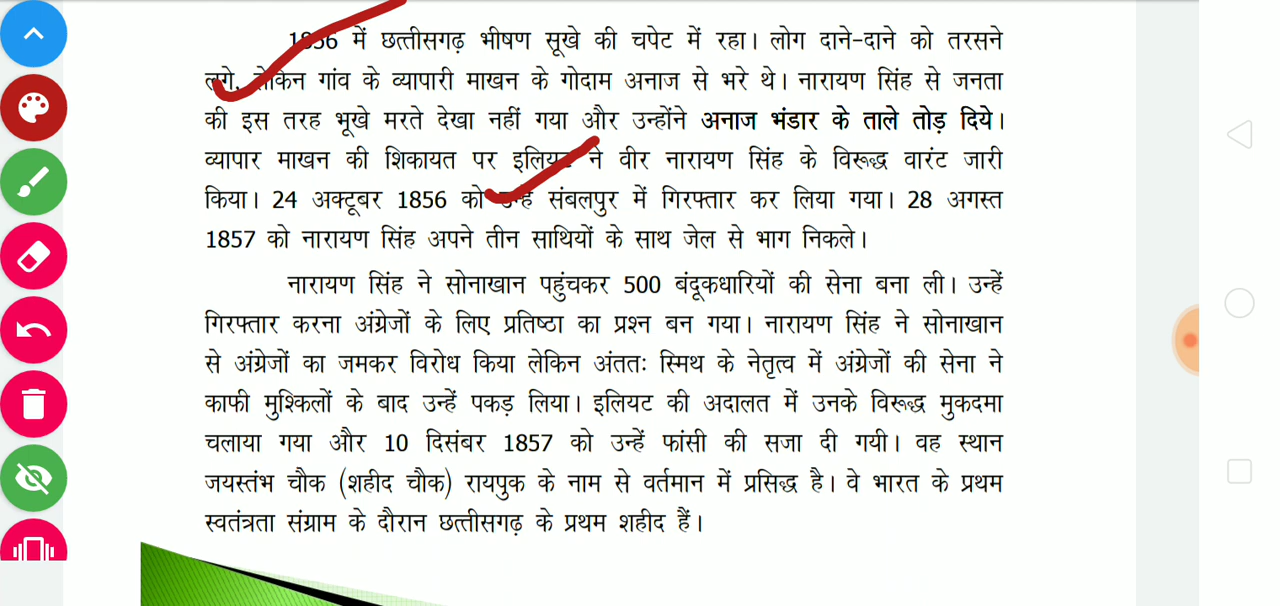 1856 में छत्तीसगढ़ भीषण सूखे की चपेट में रहा। लोग दाने-दाने को तरसने
लगे, लेकिन गांव के व्यापारी माखन के गोदाम अनाज से भरे थे। नारायण सिंह से जनता
की इस तरह भूखे मरते देखा नहीं गया और उन्होंने अनाज भंडार के ताले तोड़ दिये।
व्यापार माखन की शिकायत पर इलियट ने वीर नारायण सिंह के विरूद्ध वारंट जारी
किया। 24 अक्टूबर 1856 को उन्हें संबलपुर में गिरफ्तार कर लिया गया। 28 अगस्त
1857 को नारायण सिंह अपने तीन साथियों के साथ जेल से भाग निकले।
नारायण सिंह ने सोनाखान पहुंचकर 500 बंदूकधारियों की सेना बना ली। उन्हें
गिरफ्तार करना अंग्रेजों के लिए प्रतिष्ठा का प्रश्न बन गया। नारायण सिंह ने सोनाखान
से अंग्रेजों का जमकर विरोध किया लेकिन अंततः स्मिथ के नेतृत्व में अंग्रेजों की सेना ने
काफी मुश्किलों के बाद उन्हें पकड़ लिया। इलियट की अदालत में उनके विरूद्ध मुकदमा
चलाया गया और 10 दिसंबर 1857 को उन्हें फांसी की सजा दी गयी। वह स्थान
जयस्तंभ चौक (शहीद चौक) रायपुक के नाम से वर्तमान में प्रसिद्ध है। वे भारत के प्रथम
स्वतंत्रता संग्राम के दौरान छत्तीसगढ़ के प्रथम शहीद हैं।